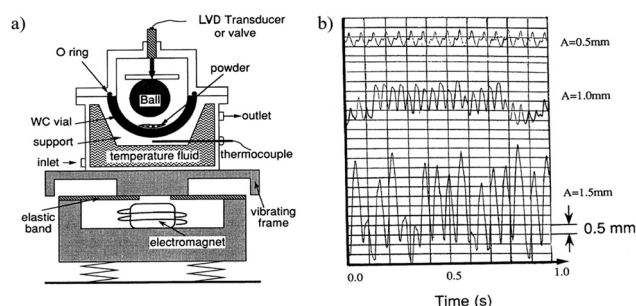 a)
LVD Transducer
or valve
O ring
powder
Ball
WC vial
outlet
support
thermocouple
inlet
temperature fluid
elastic
band
vibrating
frame
electromagnet
b)
A=0.5mm
A=1.0mm
A=1.5mm
0.5 mm
0.0 0.5 1.0
Time (s)